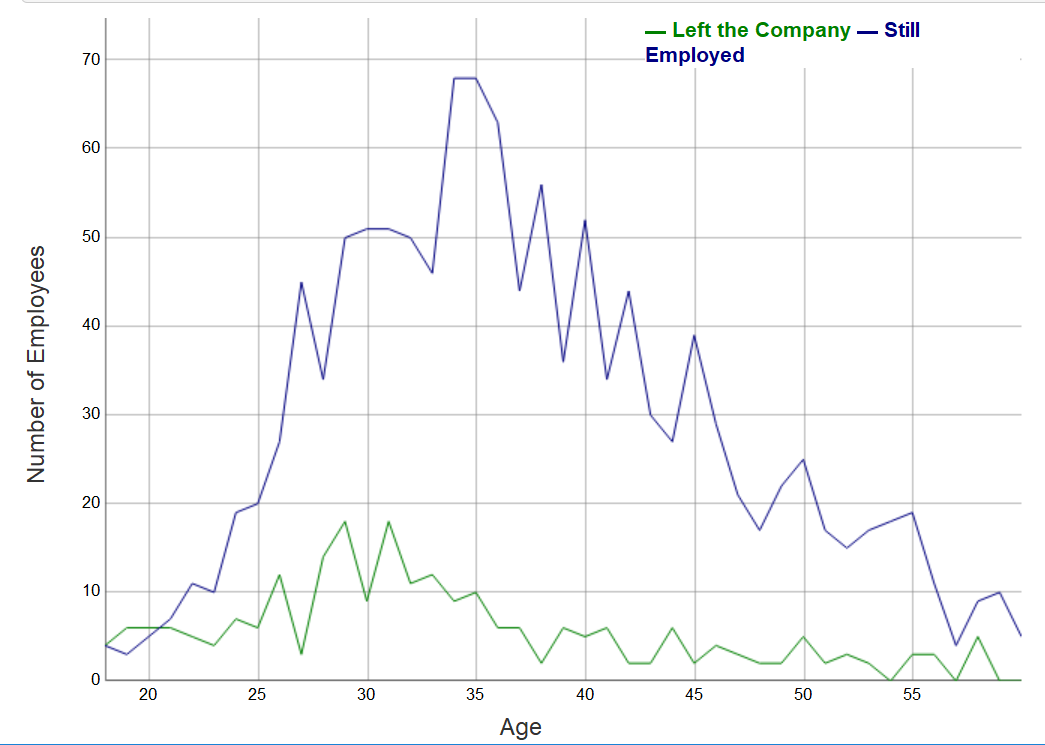 — Left the Company — Still
Employed
70
60
50
40
30
20
10
0
Number of Employees
20 25 30 35 40 45 50 55
Age